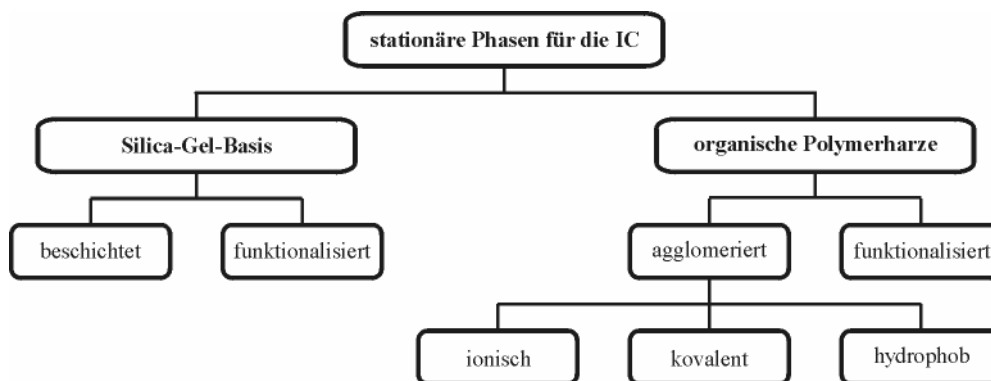 stationäre Phasen für die IC
Silica-Gel-Basis
organische Polymerharze
beschichtet
funktionalisiert
agglomeriert
funktionalisiert
ionisch
kovalent
hydrophob